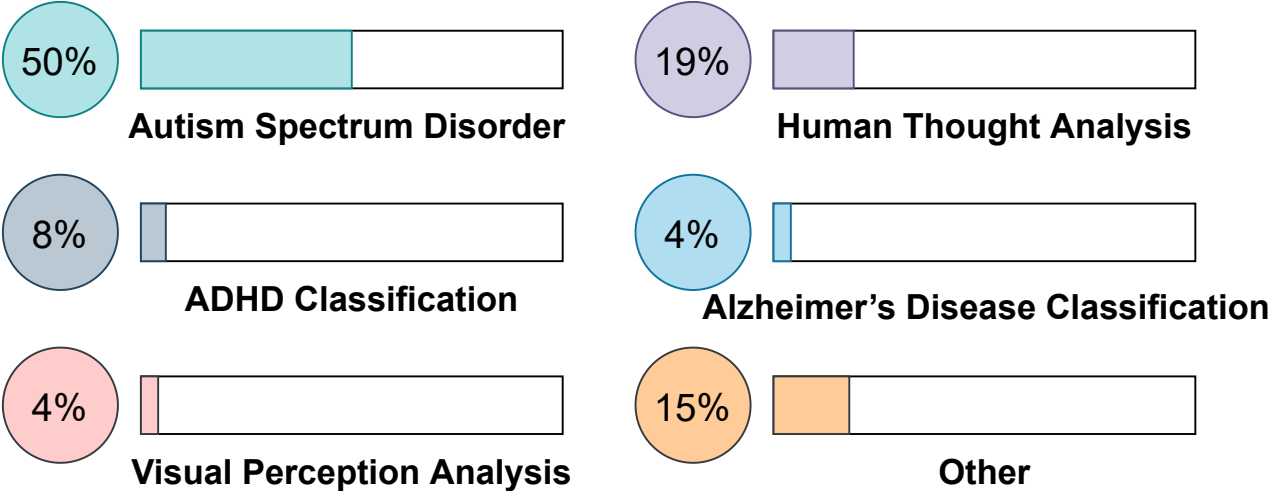 50%
Autism Spectrum Disorder
19%
Human Thought Analysis
8%
ADHD Classification
4%
Alzheimer’s Disease Classification
4%
Visual Perception Analysis
15%
Other